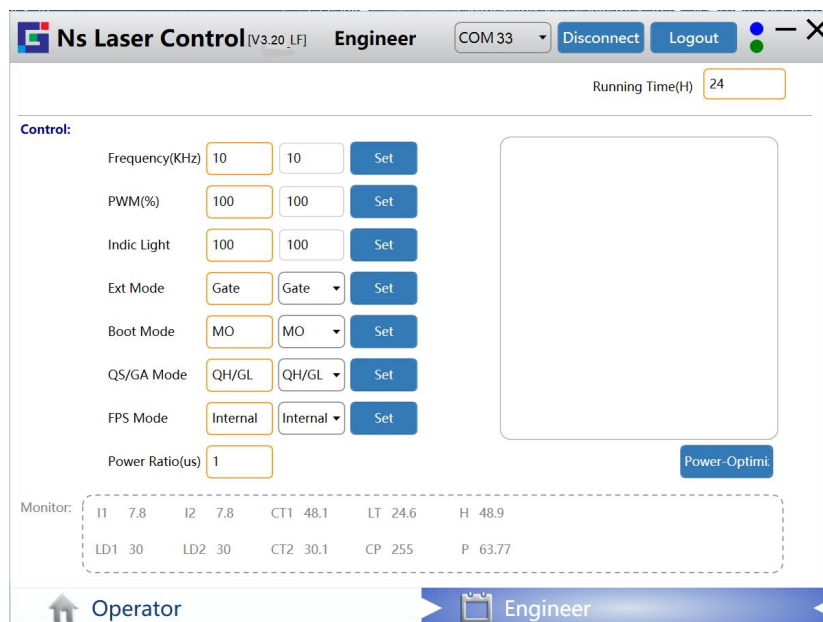 Ns Laser Control [V3.20_LF] Engineer COM 33 Disconnect Logout
Running Time(H) 24
Control:
Frequency(KHz) 10 10 Set
PWM(%) 100 100 Set
Indic Light 100 100 Set
Ext Mode Gate Gate Set
Boot Mode MO MO Set
QS/GA Mode QH/GL QH/GL Set
FPS Mode Internal Internal Set
Power Ratio(us) 1
Power-Optimi
Monitor:
I1 7.8 I2 7.8 CT1 48.1 LT 24.6 H 48.9
LD1 30 LD2 30 CT2 30.1 CP 255 P 63.77
Operator Engineer